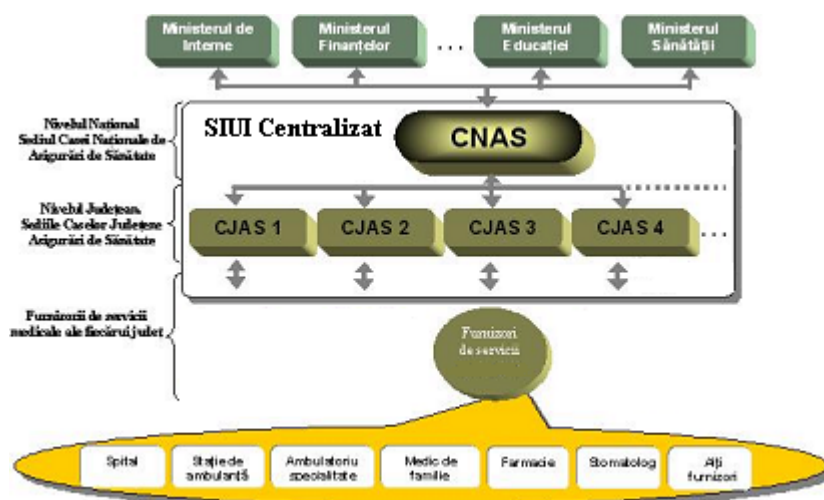 Ministerul de
Interne
Ministerul
Finanțelor
...
Ministerul
Educației
Ministerul
Sănătății
Nivelul Național
Sediul Casei Naționale de
Asigurări de Sănătate
SIUI Centralizat
CNAS
Nivelul Județean,
Sediile Caselor Județene
Asigurări de Sănătate
CJAS 1
CJAS 2
CJAS 3
CJAS 4
...
Furnizorii de servicii
medicale ale fiecărui județ
Furnizori
de servicii
Spital
Stație de
ambulanță
Ambulatoriu
specialitate
Medic de
familie
Farmacie
Stomatolog
Alți
furnizori